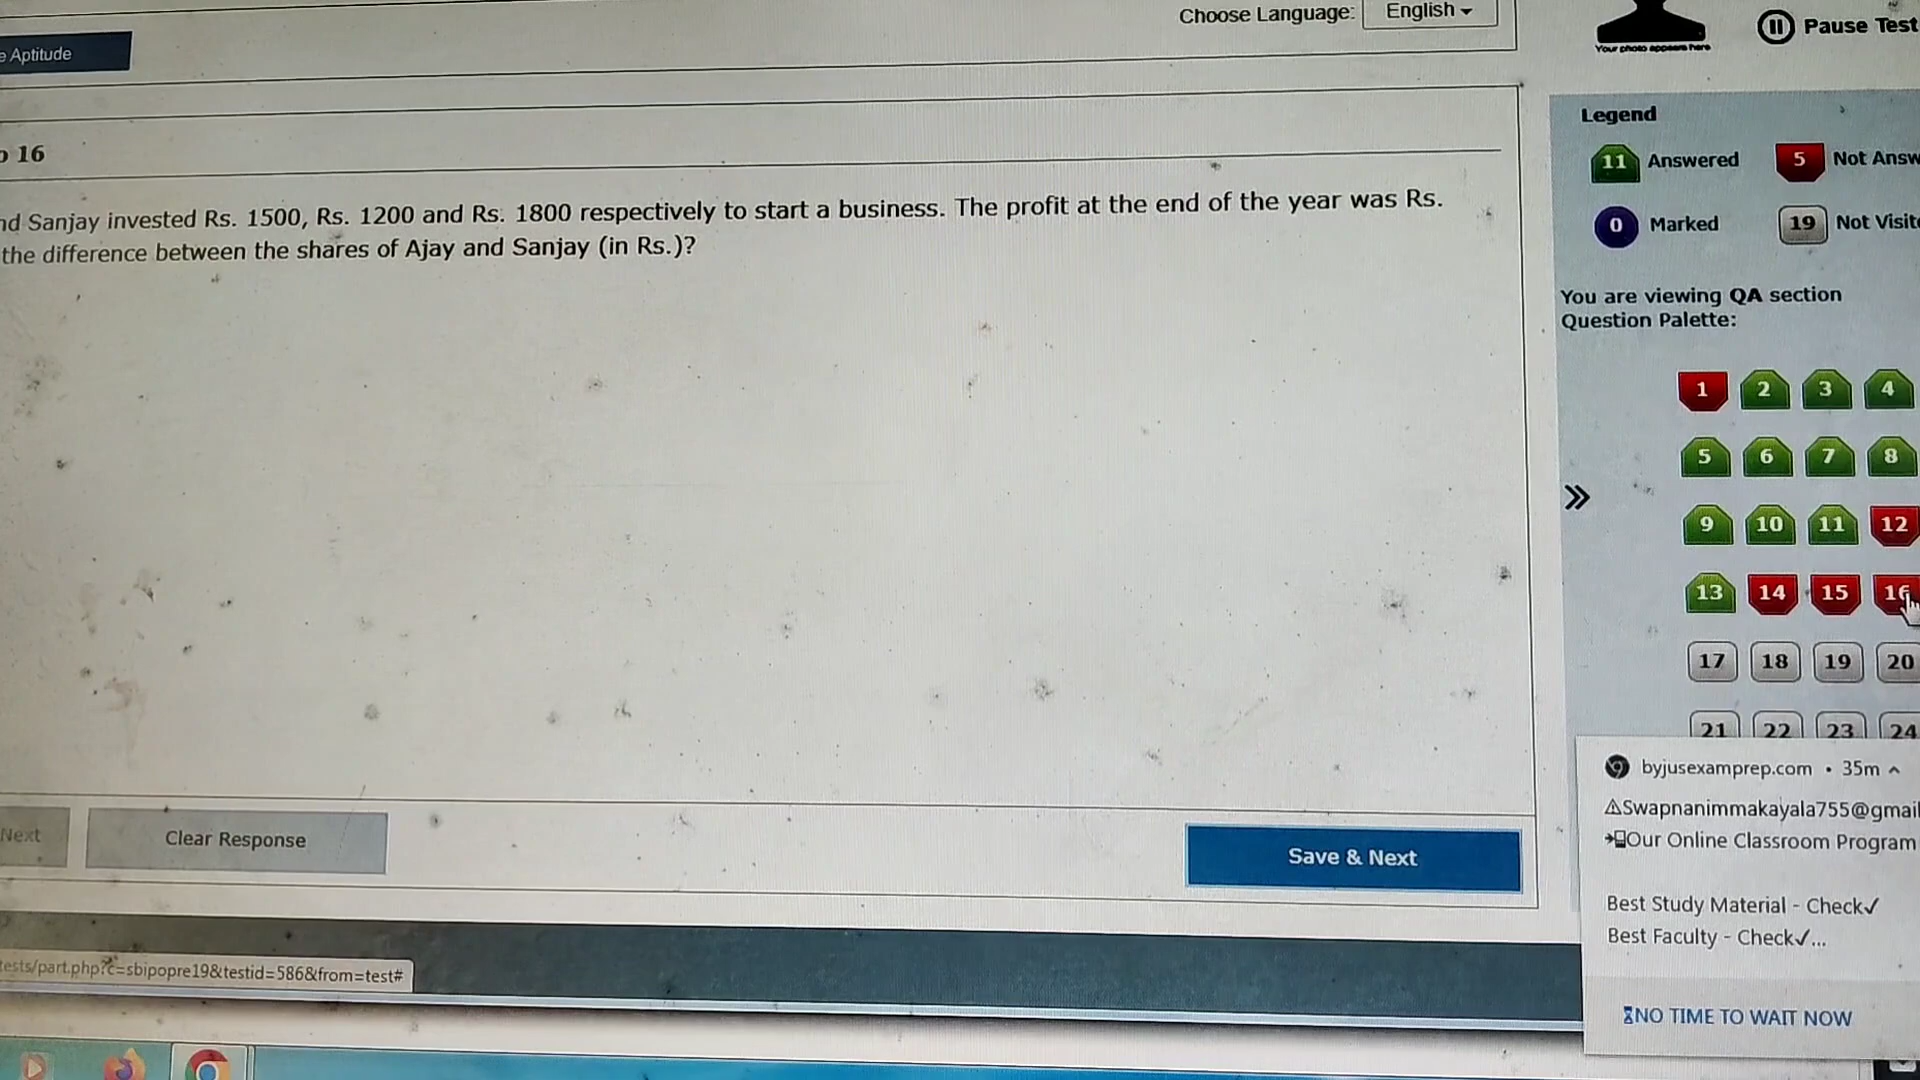 Choose Language: English
Your photo appears here
Pause Test
e Aptitude
Legend
11 Answered
5 Not Answ
0 Marked
19 Not Visite
o 16
nd Sanjay invested Rs. 1500, Rs. 1200 and Rs. 1800 respectively to start a business. The profit at the end of the year was Rs.
the difference between the shares of Ajay and Sanjay (in Rs.)?
You are viewing QA section
Question Palette:
1 2 3 4
5 6 7 8
9 10 11 12
13 14 15 16
17 18 19 20
21 22 23 24
Next
Clear Response
Save & Next
byjusexamprep.com • 35m
⚠Swapnanimmakayala755@gmail
Our Online Classroom Program
Best Study Material - Check✓
Best Faculty - Check✓...
NO TIME TO WAIT NOW
tests/part.php?c=sbipopre19&testid=586&from=test#